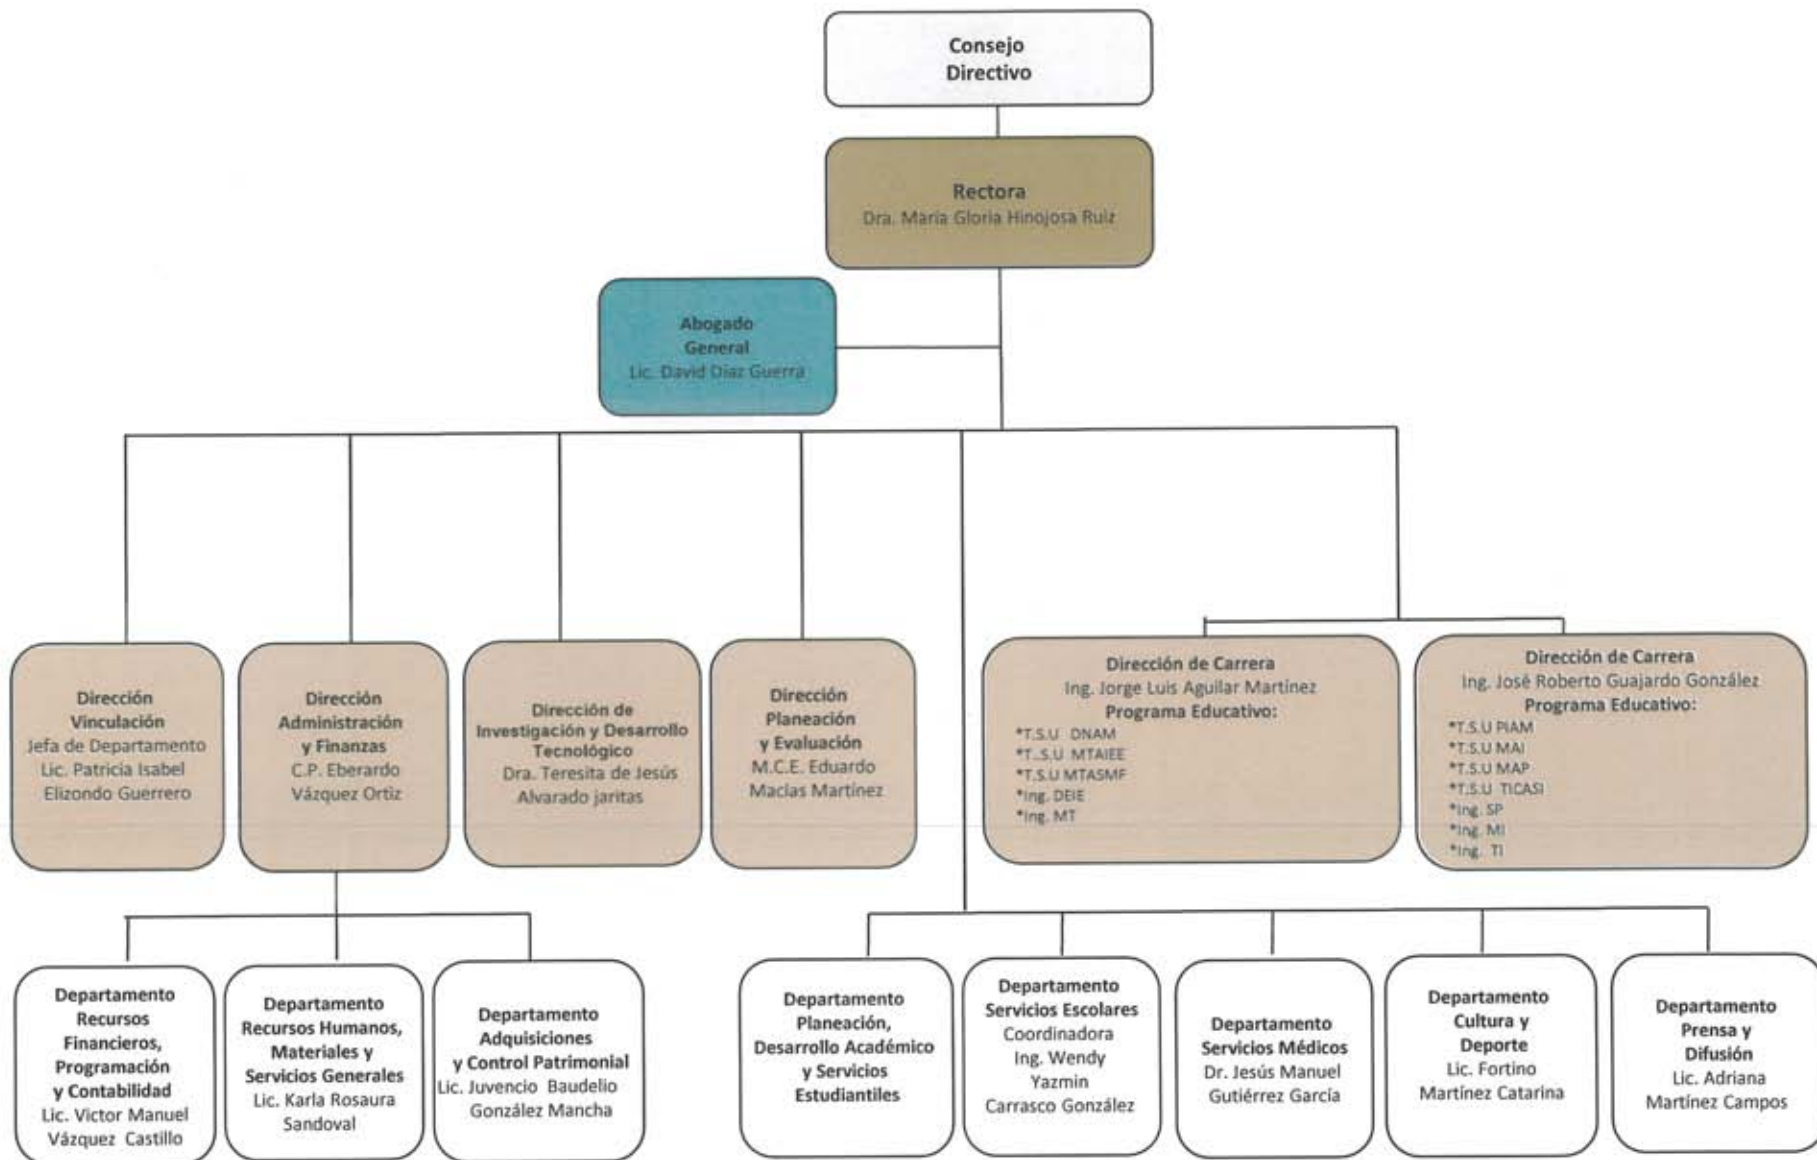 Consejo
Directivo
Rectora
Dra. María Gloria Hinojosa Ruiz
Abogado
General
Lic. David Díaz Guerra
Dirección
Vinculación
Jefa de Departamento
Lic. Patricia Isabel
Elizondo Guerrero
Dirección
Administración
y Finanzas
C.P. Eberardo
Vázquez Ortiz
Dirección de
Investigación y Desarrollo
Tecnológico
Dra. Teresita de Jesús
Alvarado jaritas
Dirección
Planeación
y Evaluación
M.C.E. Eduardo
Macías Martínez
Dirección de Carrera
Ing. Jorge Luis Aguilar Martínez
Programa Educativo:
*T.S.U DNAM
*T..S.U MTAIEE
*T.S.U MTASMF
*Ing. DEIE
*Ing. MT
Dirección de Carrera
Ing. José Roberto Guajardo González
Programa Educativo:
*T.S.U PIAM
*T.S.U MAI
*T.S.U MAP
*T.S.U TICASI
*Ing. SP
*Ing. MI
*Ing. TI
Departamento
Recursos
Financieros,
Programación
y Contabilidad
Lic. Victor Manuel
Vázquez Castillo
Departamento
Recursos Humanos,
Materiales y
Servicios Generales
Lic. Karla Rosaura
Sandoval
Departamento
Adquisiciones
y Control Patrimonial
Lic. Juvencio Baudelio
González Mancha
Departamento
Planeación,
Desarrollo Académico
y Servicios
Estudiantiles
Departamento
Servicios Escolares
Coordinadora
Ing. Wendy
Yazmin
Carrasco González
Departamento
Servicios Médicos
Dr. Jesús Manuel
Gutiérrez García
Departamento
Cultura y
Deporte
Lic. Fortino
Martínez Catarina
Departamento
Prensa y
Difusión
Lic. Adriana
Martínez Campos